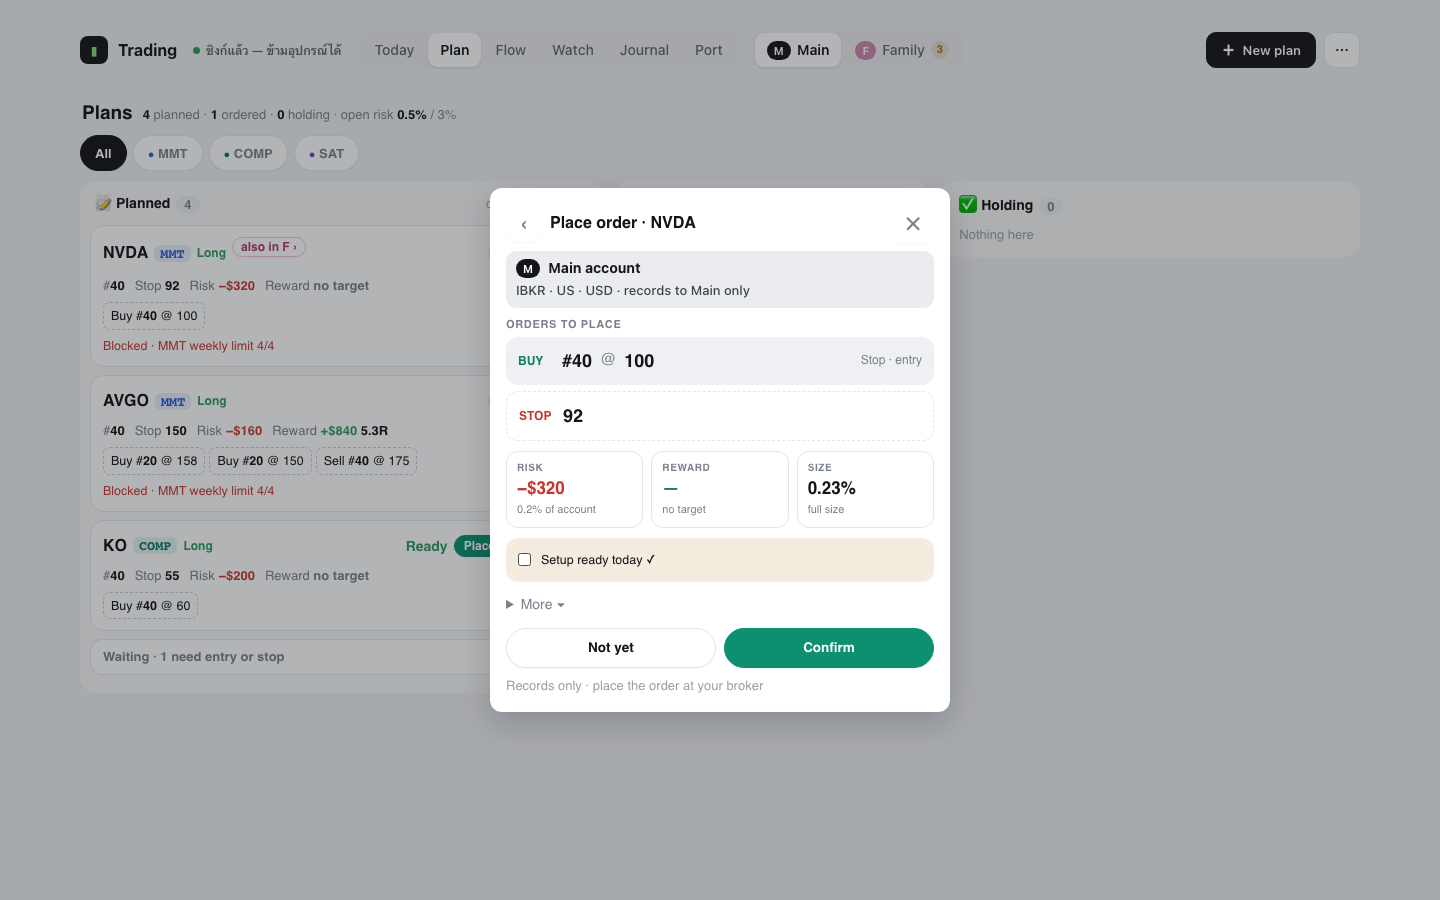 Trading
ซิงก์แล้ว — ข้ามอุปกรณ์ได้
Today Plan Flow Watch Journal Port
M Main F Family 3
+ New plan ...
Plans 4 planned · 1 ordered · 0 holding · open risk 0.5% / 3%
All MMT COMP SAT
Planned 4
NVDA MMT Long also in F ›
#40 Stop 92 Risk –$320 Reward no target
Buy #40 @ 100
Blocked · MMT weekly limit 4/4
AVGO MMT Long
#40 Stop 150 Risk –$160 Reward +$840 5.3R
Buy #20 @ 158 Buy #20 @ 150 Sell #40 @ 175
Blocked · MMT weekly limit 4/4
KO COMP Long Ready
#40 Stop 55 Risk –$200 Reward no target
Buy #40 @ 60
Waiting · 1 need entry or stop
‹ Place order · NVDA ✕
M Main account
IBKR · US · USD · records to Main only
ORDERS TO PLACE
BUY #40 @ 100 Stop · entry
STOP 92
RISK
–$320
0.2% of account
REWARD
—
no target
SIZE
0.23%
full size
Setup ready today ✓
More
Not yet Confirm
Records only · place the order at your broker
Holding 0
Nothing here